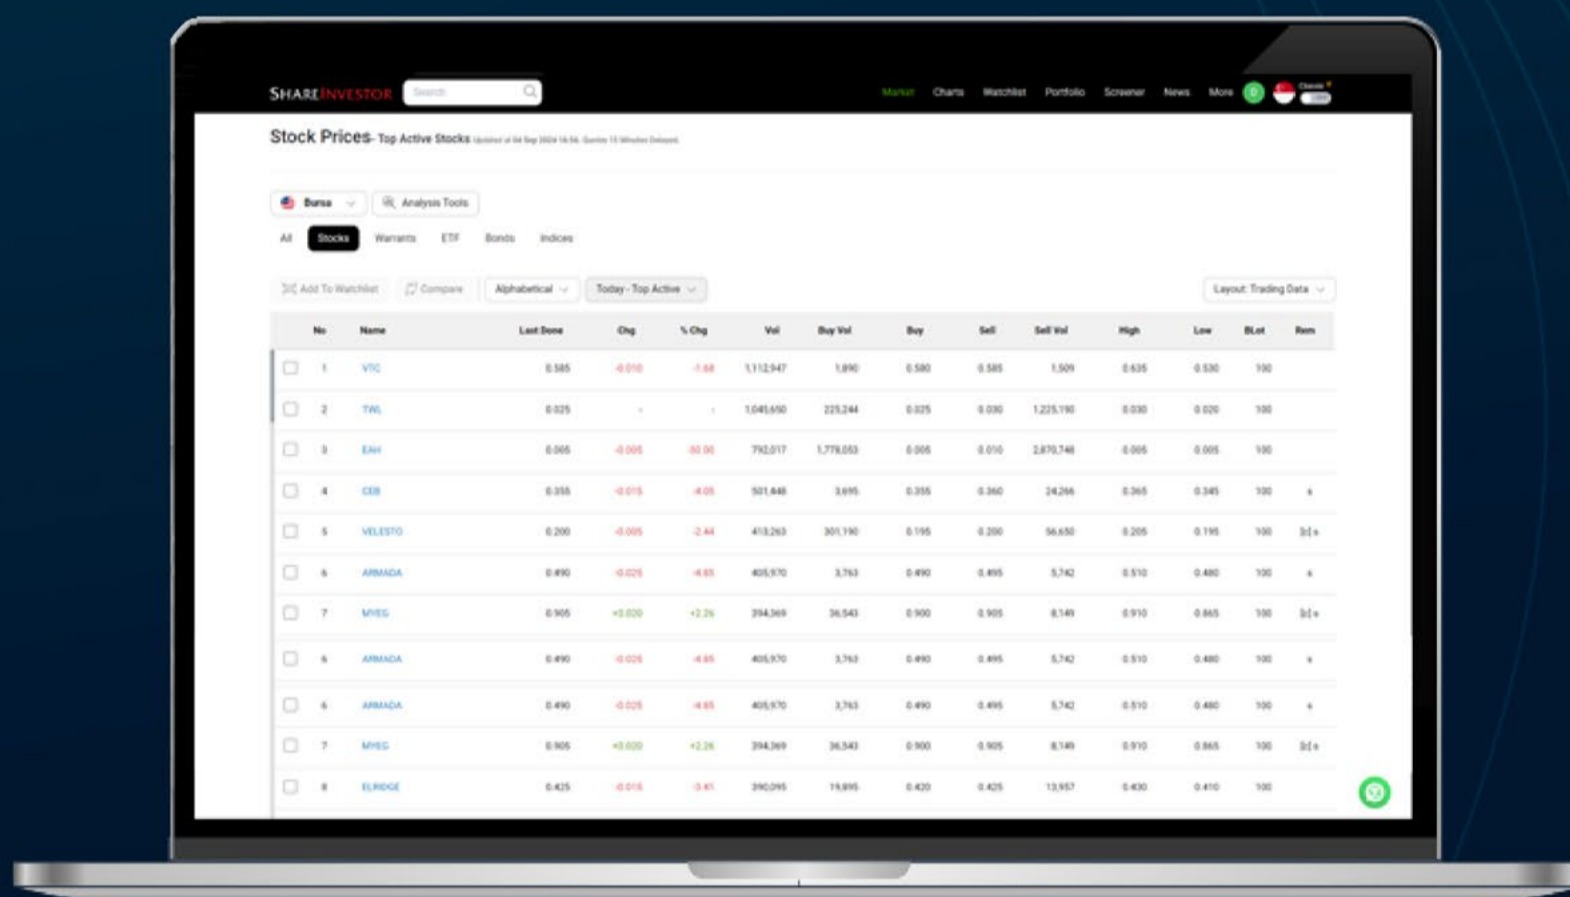 SHAREINVESTOR Search Market Charts Watchlist Portfolio Screener News More D Classic
Stock Prices- Top Active Stocks Updated at 04 Sep 2024 16:56. Quotes 15 Minutes Delayed.
Bursa Analysis Tools
All Stocks Warrants ETF Bonds Indices
Add To Watchlist Compare Alphabetical Today - Top Active Layout: Trading Data
No Name Last Done Chg % Chg Vol Buy Vol Buy Sell Sell Vol High Low BLot Rem
1 VTC 0.585 -0.010 -1.68 1,112,947 1,890 0.580 0.585 1,509 0.635 0.530 100
2 TWL 0.025 - - 1,045,650 225,244 0.025 0.030 1,225,190 0.030 0.020 100
3 EAH 0.005 -0.005 -50.00 792,017 1,778,053 0.005 0.010 2,870,748 0.005 0.005 100
4 CEB 0.355 -0.015 -4.05 501,448 3,695 0.355 0.360 24,266 0.365 0.345 100 s
5 VELESTO 0.200 -0.005 -2.44 413,263 301,190 0.195 0.200 56,650 0.205 0.195 100
6 ARMADA 0.490 -0.025 -4.85 405,970 3,763 0.490 0.495 5,742 0.510 0.480 100 s
7 MYEG 0.905 +0.020 +2.26 394,369 36,543 0.900 0.905 8,149 0.910 0.865 100
6 ARMADA 0.490 -0.025 -4.85 405,970 3,763 0.490 0.495 5,742 0.510 0.480 100 s
6 ARMADA 0.490 -0.025 -4.85 405,970 3,763 0.490 0.495 5,742 0.510 0.480 100 s
7 MYEG 0.905 +0.020 +2.26 394,369 36,543 0.900 0.905 8,149 0.910 0.865 100
8 ELRIDGE 0.425 -0.015 -3.41 390,095 19,895 0.420 0.425 13,957 0.430 0.410 100